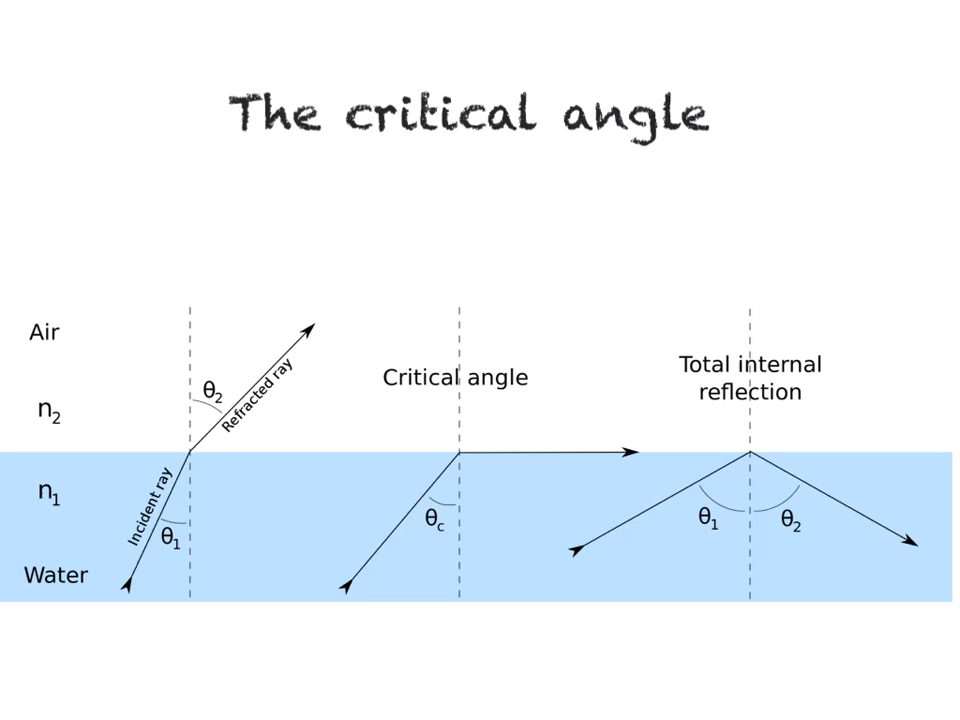 The critical angle
Air
n2
n1
Water
θ2
Refracted ray
Incident ray
θ1
Critical angle
θc
Total internal
reflection
θ1
θ2